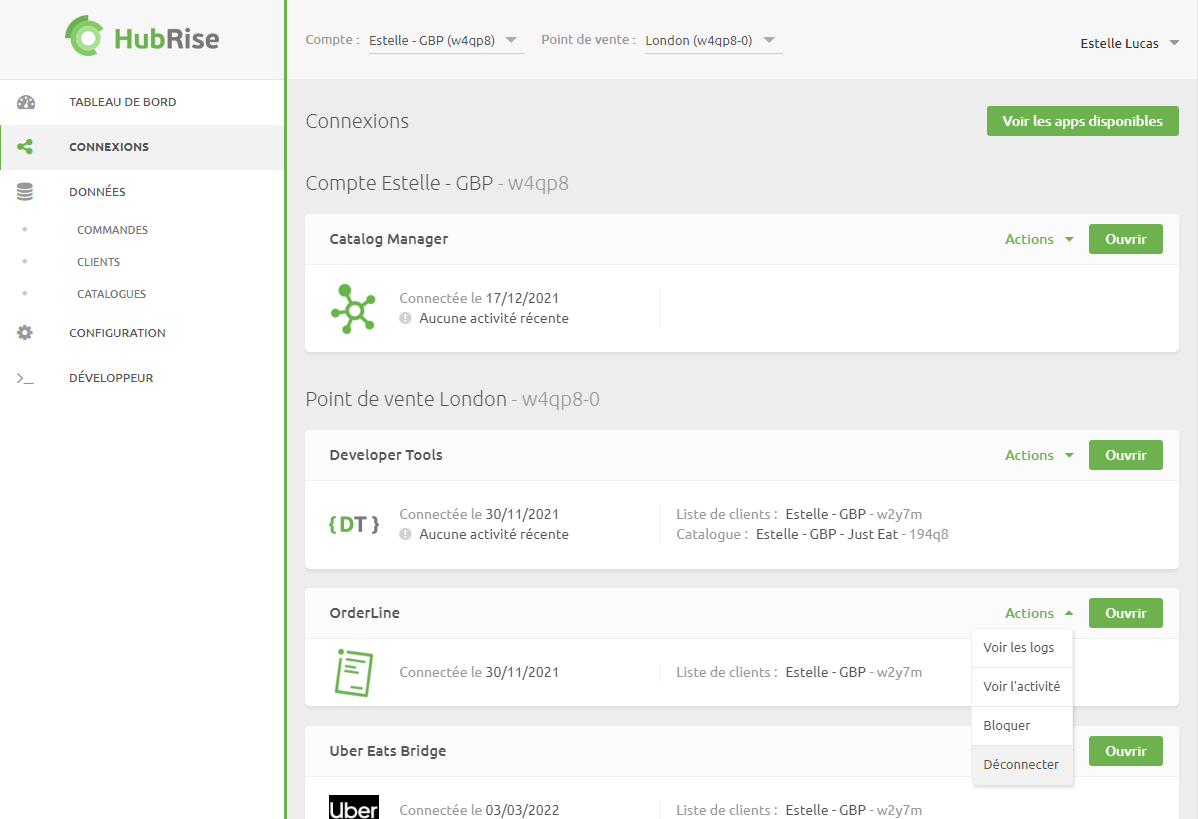 HubRise
Compte : Estelle - GBP (w4qp8) Point de vente : London (w4qp8-0)
Estelle Lucas
TABLEAU DE BORD
CONNEXIONS
DONNÉES
COMMANDES
CLIENTS
CATALOGUES
CONFIGURATION
DÉVELOPPEUR
Connexions
Voir les apps disponibles
Compte Estelle - GBP - w4qp8
Catalog Manager
Actions
Ouvrir
Connectée le 17/12/2021
Aucune activité récente
Point de vente London - w4qp8-0
Developer Tools
Actions
Ouvrir
{DT}
Connectée le 30/11/2021
Aucune activité récente
Liste de clients : Estelle - GBP - w2y7m
Catalogue : Estelle - GBP - Just Eat - 194q8
OrderLine
Actions
Ouvrir
Connectée le 30/11/2021
Liste de clients : Estelle - GBP - w2y7m
Voir les logs
Voir l'activité
Bloquer
Déconnecter
Uber Eats Bridge
Ouvrir
Uber
Connectée le 03/03/2022
Liste de clients : Estelle - GBP - w2y7m